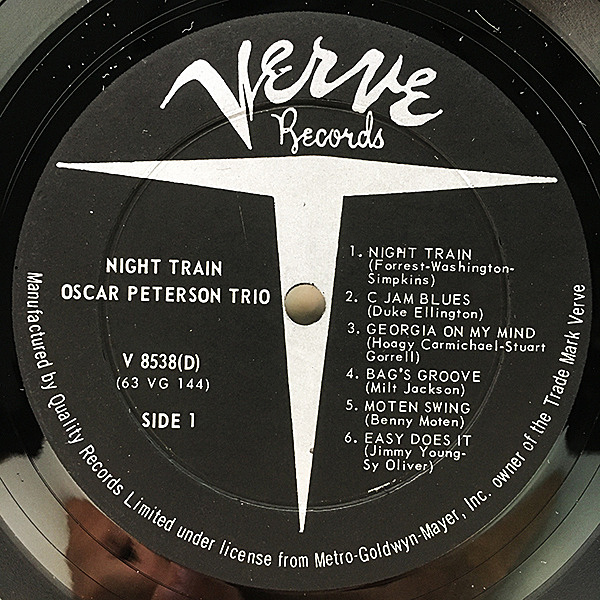 Verve
Records
NIGHT TRAIN
OSCAR PETERSON TRIO
V 8538(D)
(63 VG 144)
SIDE 1
1. NIGHT TRAIN
(Forrest-Washington-
Simpkins)
2. C JAM BLUES
(Duke Ellington)
3. GEORGIA ON MY MIND
(Hoagy Carmichael-Stuart
Gorrell)
4. BAG'S GROOVE
(Milt Jackson)
5. MOTEN SWING
(Benny Moten)
6. EASY DOES IT
(Jimmy Young-
Sy Oliver)
Manufactured by Quality Records Limited under license from Metro-Goldwyn-Mayer, Inc. owner of the Trade Mark Verve